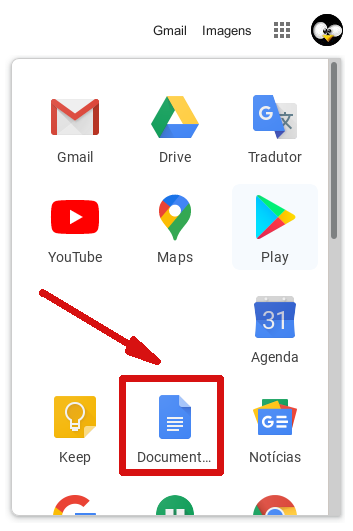 Gmail Imagens
Gmail Drive Tradutor
YouTube Maps Play
31
Agenda
Keep Document... Notícias